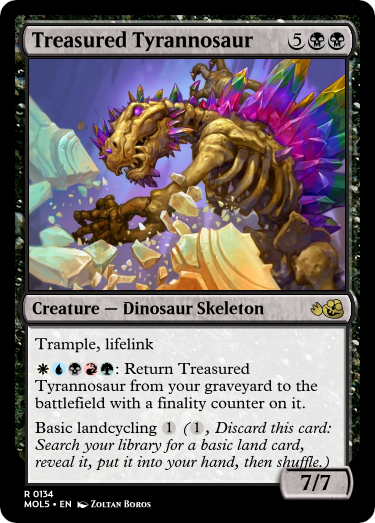 Treasured Tyrannosaur 5
Creature — Dinosaur Skeleton
Trample, lifelink
: Return Treasured
Tyrannosaur from your graveyard to the
battlefield with a finality counter on it.
Basic landcycling 1 (1, Discard this card:
Search your library for a basic land card,
reveal it, put it into your hand, then shuffle.)
7/7
R 0134
MOL5 • EN Zoltan Boros